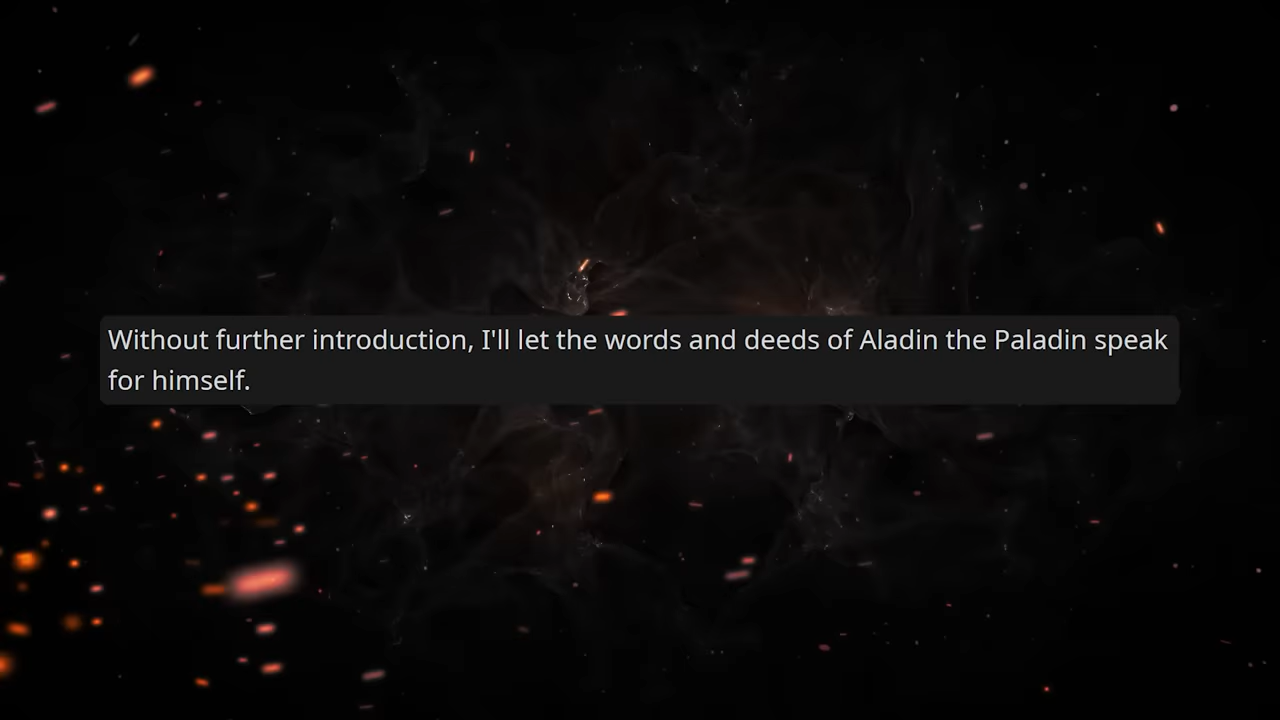 Without further introduction, I'll let the words and deeds of Aladin the Paladin speak
for himself.